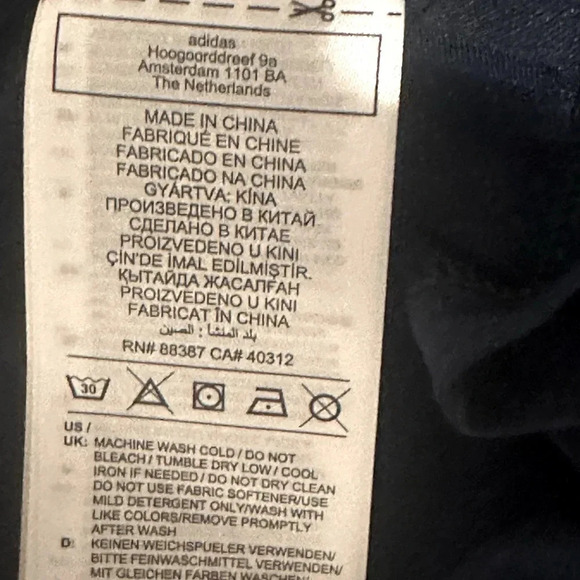 adidas
Hoogoorddreef 9a
Amsterdam 1101 BA
The Netherlands
MADE IN CHINA
FABRIQUÉ EN CHINE
FABRICADO EN CHINA
FABRICADO NA CHINA
GYÁRTVA: KÍNA
ПРОИЗВЕДЕНО В КИТАЙ
СДЕЛАНО В КИТАЕ
PROIZVEDENO U KINI
ÇİN'DE İMAL EDİLMİŞTİR.
ҚЫТАЙДА ЖАСАЛҒАН
PROIZVEDENO U KINI
FABRICAT ÎN CHINA
بلد المنشأ : الصين
RN# 88387 CA# 40312
30
US /
UK: MACHINE WASH COLD / DO NOT
BLEACH / TUMBLE DRY LOW / COOL
IRON IF NEEDED / DO NOT DRY CLEAN
DO NOT USE FABRIC SOFTENER/USE
MILD DETERGENT ONLY/WASH WITH
LIKE COLORS/REMOVE PROMPTLY
AFTER WASH
D: KEINEN WEICHSPUELER VERWENDEN/
BITTE FEINWASCHMITTEL VERWENDEN/
MIT GLEICHEN FARBEN WASCHEN/